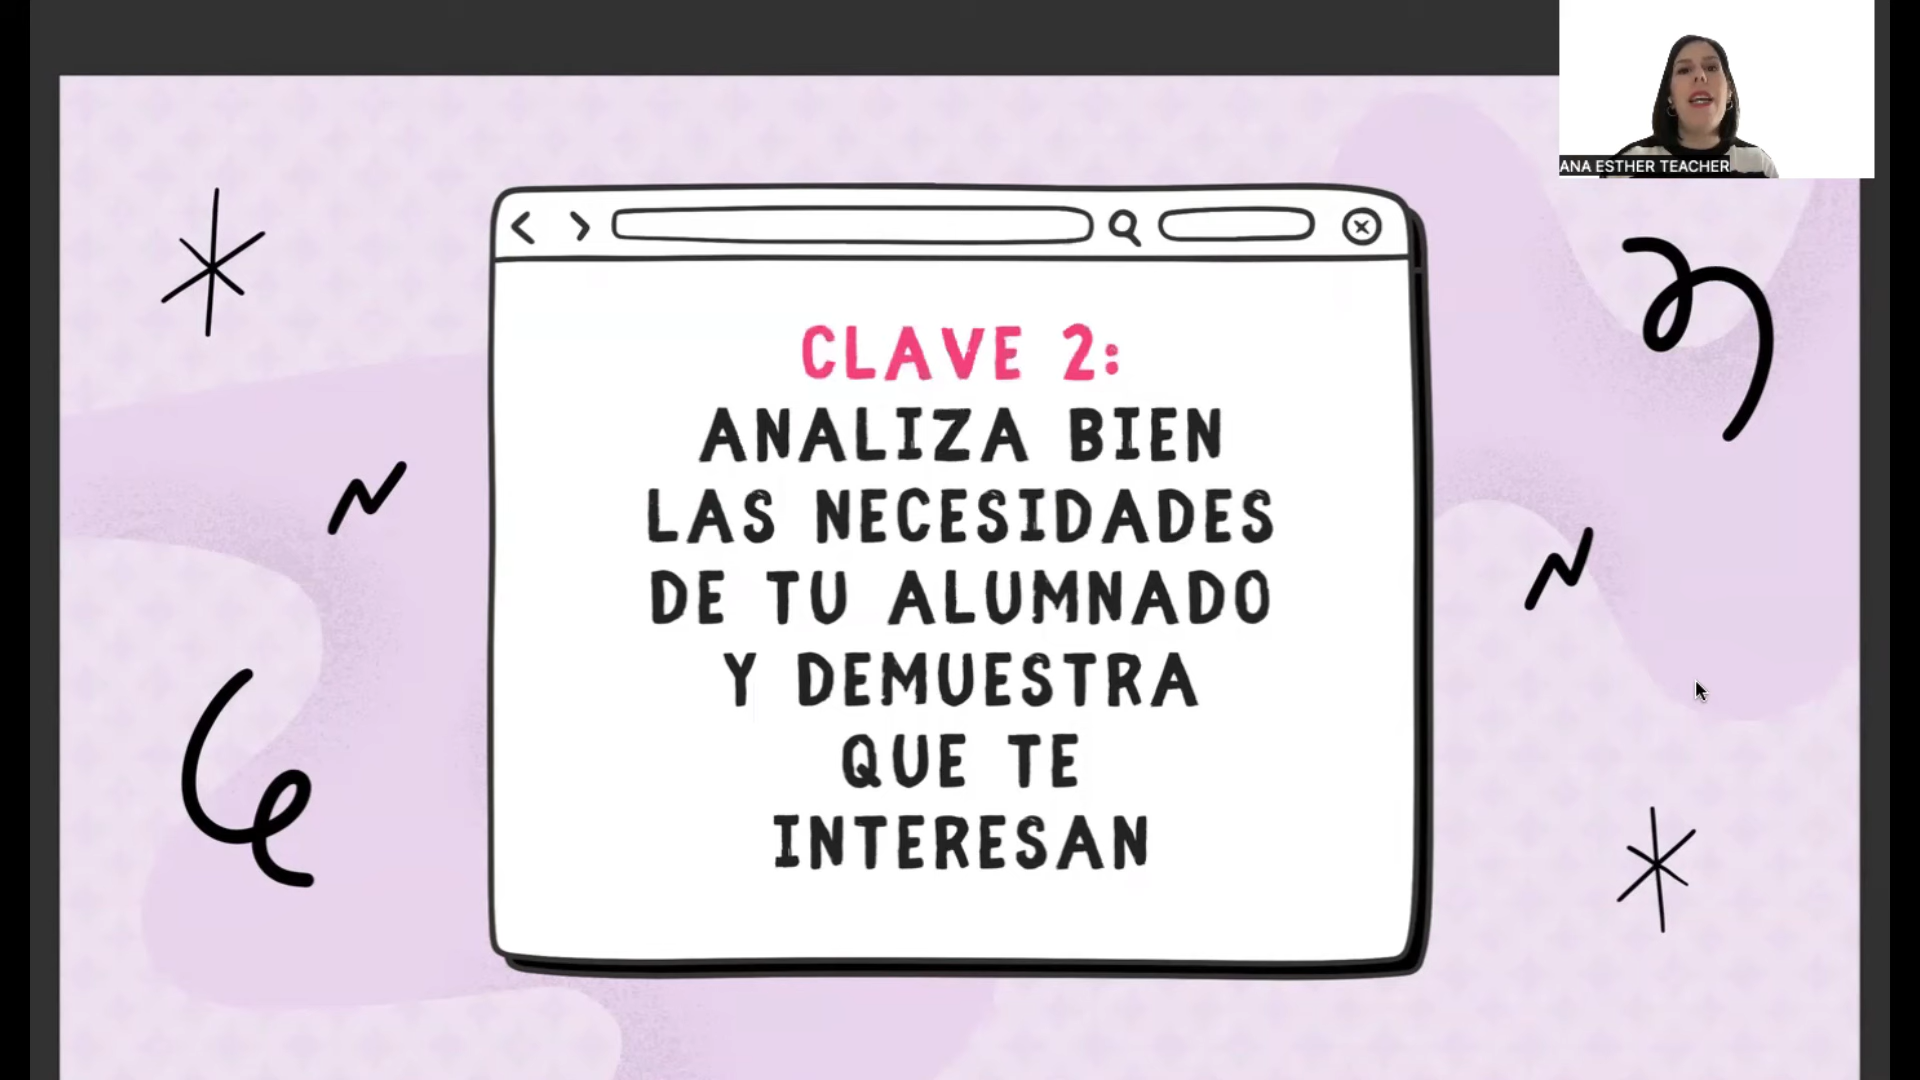 ANA ESTHER TEACHER
CLAVE 2:
ANALIZA BIEN
LAS NECESIDADES
DE TU ALUMNADO
Y DEMUESTRA
QUE TE
INTERESAN